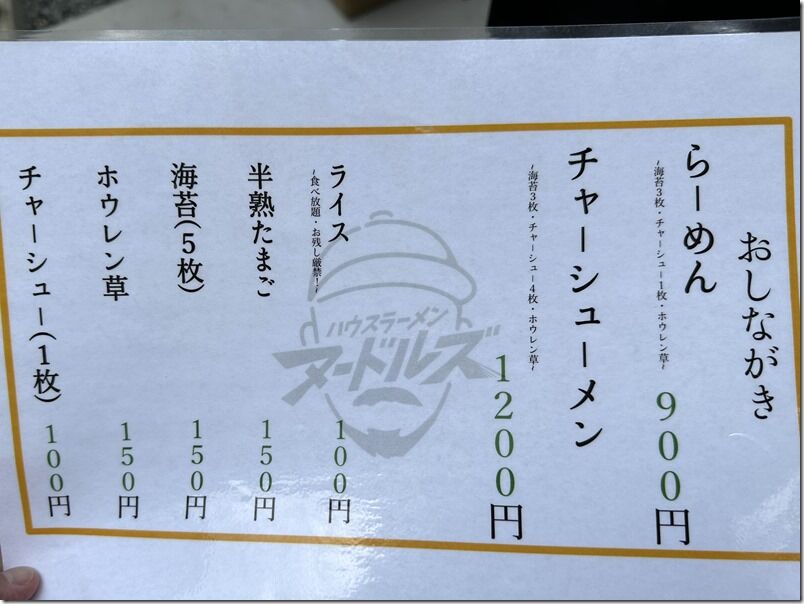 おしながき
らーめん
~海苔3枚・チャーシュー1枚・ホウレン草~
900円
チャーシューメン
~海苔3枚・チャーシュー4枚・ホウレン草~
1200円
ライス
~食べ放題・お残し厳禁!~
100円
半熟たまご
150円
海苔(5枚)
150円
ホウレン草
150円
チャーシュー(1枚)
100円
ハウスラーメン
ヌードルズ